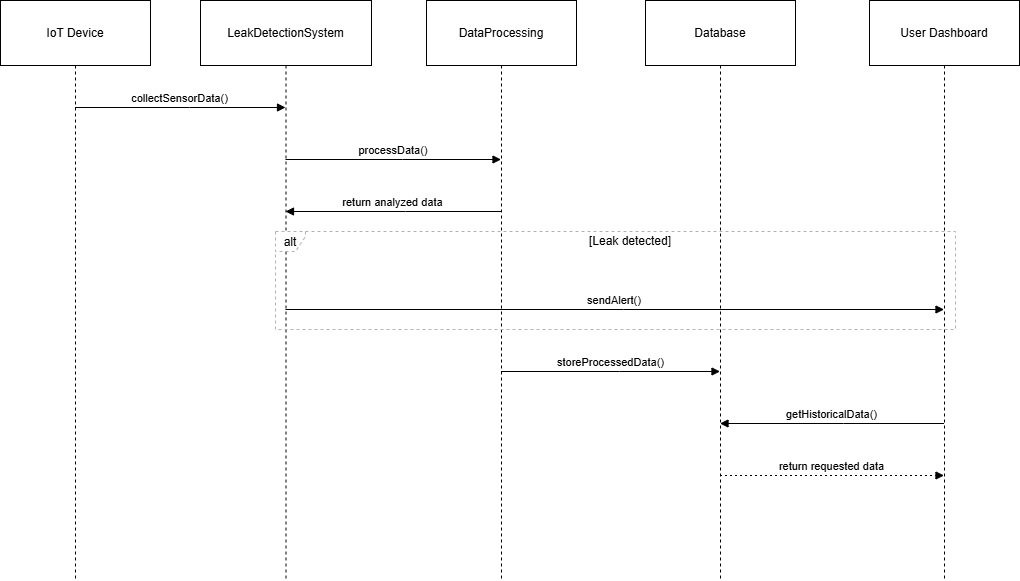 IoT Device
LeakDetectionSystem
DataProcessing
Database
User Dashboard
collectSensorData()
processData()
return analyzed data
alt
[Leak detected]
sendAlert()
storeProcessedData()
getHistoricalData()
return requested data